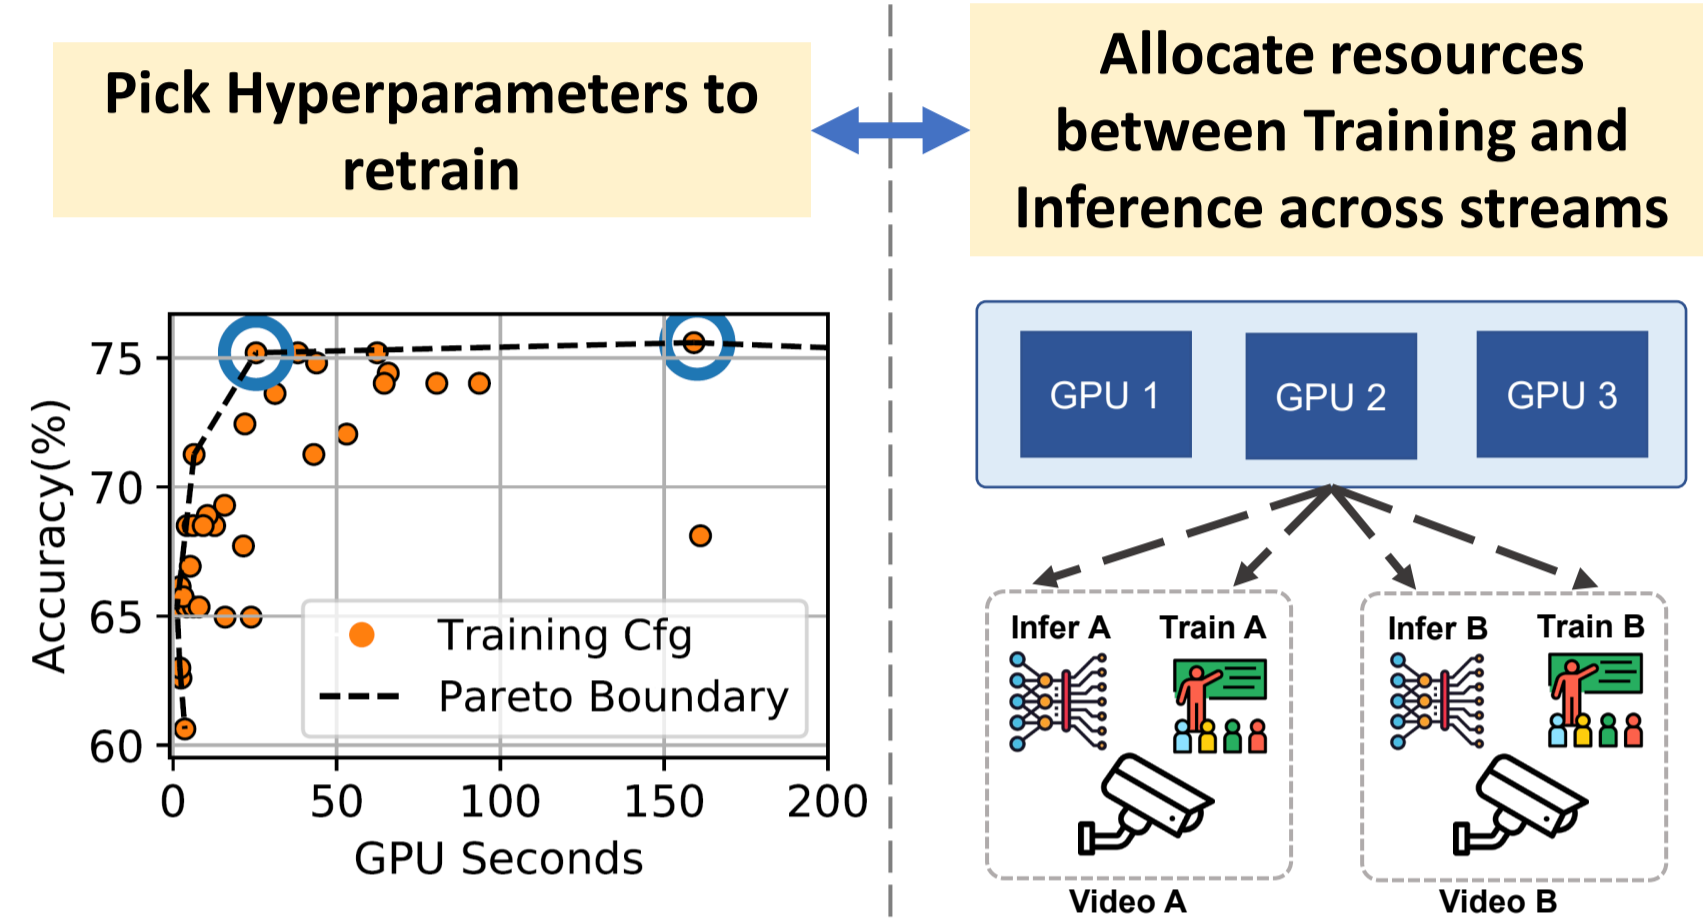 Pick Hyperparameters to
retrain
Allocate resources
between Training and
Inference across streams
Accuracy(%)
75
70
65
60
0
50
100
150
200
GPU Seconds
Training Cfg
Pareto Boundary
GPU 1
GPU 2
GPU 3
Infer A
Train A
Infer B
Train B
Video A
Video B